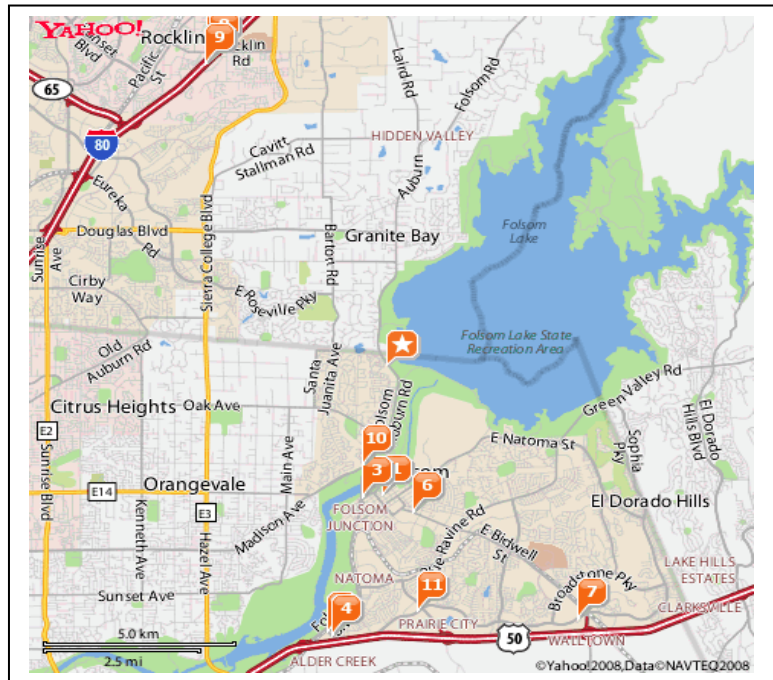 YAHOO!
Sunset
Blvd
Rocklin
9
Rocklin
Rd
Pacific
St
65
80
Laird Rd
Folsom Rd
HIDDEN VALLEY
Cavitt
Stallman Rd
Auburn
Eureka
Rd
Sierra College Blvd
Douglas Blvd
Barton Rd
Granite Bay
Folsom
Lake
Sunrise
Ave
Cirby
Way
E Roseville Pky
Old
Auburn Rd
Santa
Juanita Ave
Folsom Lake State
Recreation Area
Folsom
Auburn Rd
Green Valley Rd
Citrus Heights
Oak Ave
E2
10
E Natoma St
Sophia
Pky
El Dorado
Hills Blvd
Main Ave
3
1
6
E14
Orangevale
E3
FOLSOM
JUNCTION
El Dorado Hills
Sunrise Blvd
Kenneth Ave
Hazel Ave
Madison Ave
Ravine Rd
E Bidwell
St
NATOMA
LAKE HILLS
ESTATES
Sunset Ave
11
Broadstone Pky
7
4
PRAIRIE CITY
CLARKSVILLE
5.0 km
50
WALLTOWN
2.5 mi
ALDER CREEK
©Yahoo!2008,Data©NAVTEQ2008